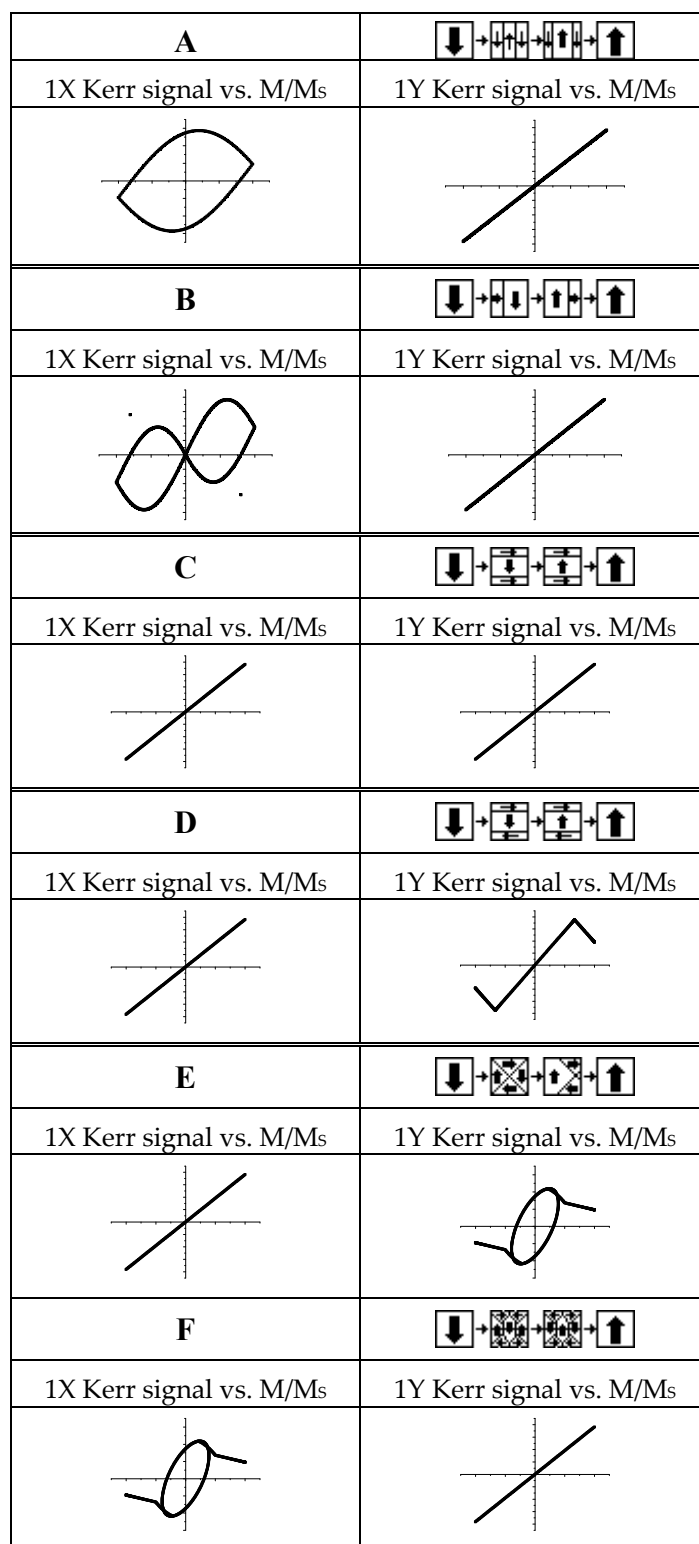 A
1X Kerr signal vs. M/Ms 1Y Kerr signal vs. M/Ms
B
1X Kerr signal vs. M/Ms 1Y Kerr signal vs. M/Ms
C
1X Kerr signal vs. M/Ms 1Y Kerr signal vs. M/Ms
D
1X Kerr signal vs. M/Ms 1Y Kerr signal vs. M/Ms
E
1X Kerr signal vs. M/Ms 1Y Kerr signal vs. M/Ms
F
1X Kerr signal vs. M/Ms 1Y Kerr signal vs. M/Ms